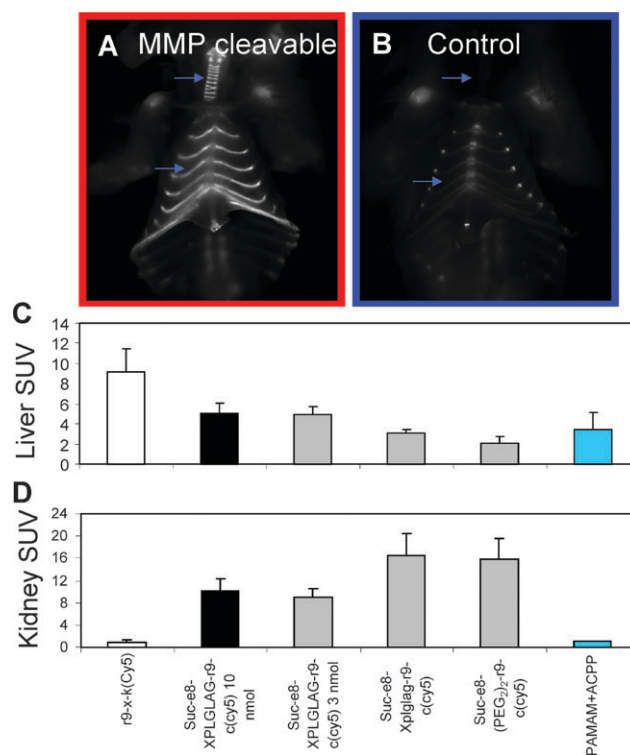 A MMP cleavable
B Control
C
14
12
10
8
6
4
2
0
Liver SUV
D
24
20
16
12
8
4
0
Kidney SUV
r9-x-k(Cy5)
Suc-e8-
XPLGLAG-r9-
c(cy5) 10
nmol
Suc-e8-
XPLGLAG-r9-
c(cy5) 3 nmol
Suc-e8-
Xplglag-r9-
c(cy5)
Suc-e8-
(PEG₂)₂-r9-
c(cy5)
PAMAM+ACPP